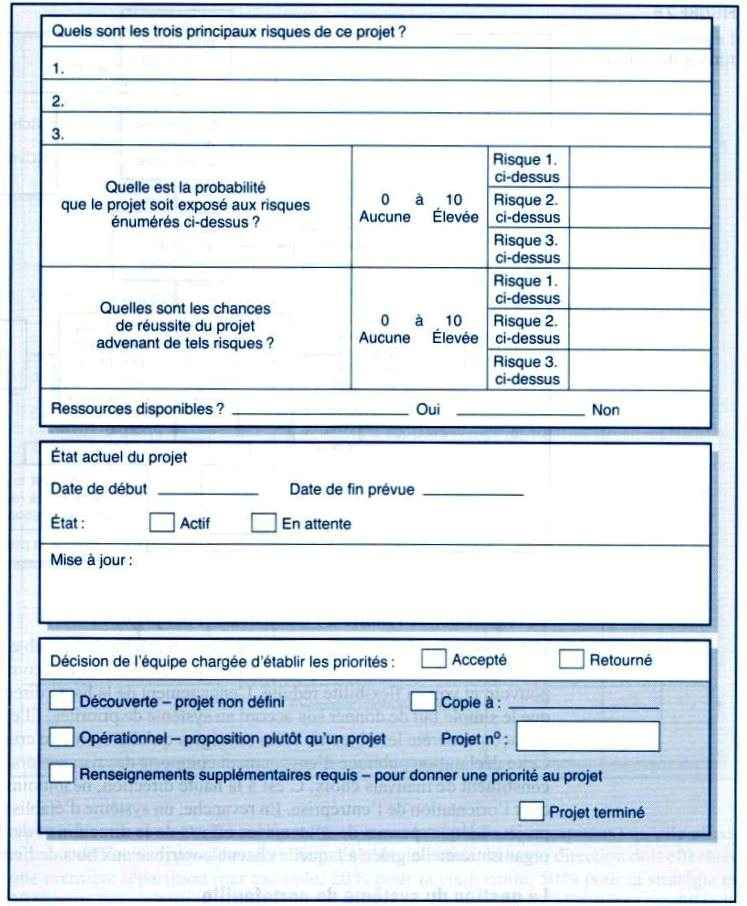 Quels sont les trois principaux risques de ce projet ?
1.
2.
3.
Quelle est la probabilité
que le projet soit exposé aux risques
énumérés ci-dessus ?
0 à 10
Aucune Élevée
Risque 1.
ci-dessus
Risque 2.
ci-dessus
Risque 3.
ci-dessus
Quelles sont les chances
de réussite du projet
advenant de tels risques ?
0 à 10
Aucune Élevée
Risque 1.
ci-dessus
Risque 2.
ci-dessus
Risque 3.
ci-dessus
Ressources disponibles ? Oui Non
État actuel du projet
Date de début Date de fin prévue
État : Actif En attente
Mise à jour :
Décision de l'équipe chargée d'établir les priorités : Accepté Retourné
Découverte – projet non défini Copie à :
Opérationnel – proposition plutôt qu'un projet Projet nº :
Renseignements supplémentaires requis – pour donner une priorité au projet
Projet terminé